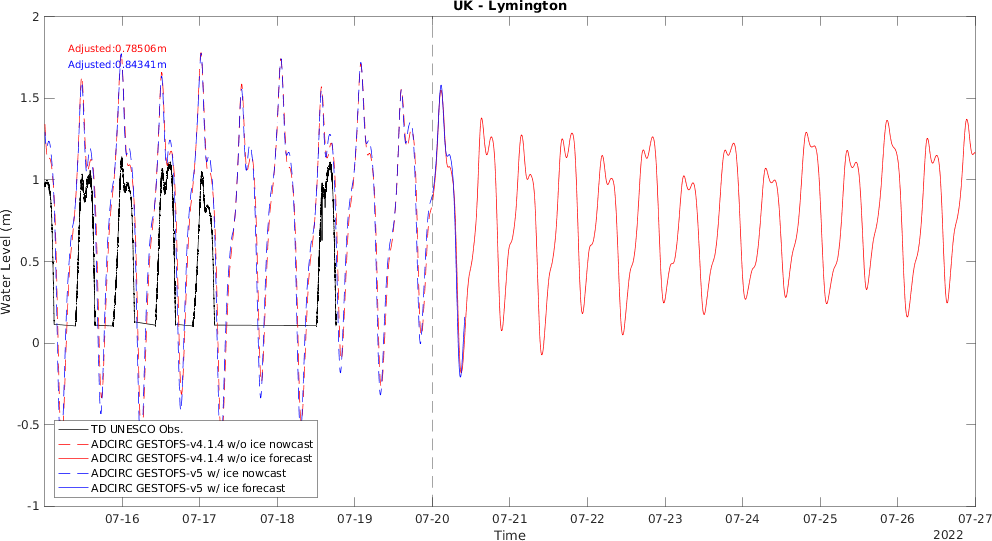 UK - Lymington
2
Adjusted:0.78506m
Adjusted:0.84341m
1.5
1
0.5
0
-0.5
-1
Water Level (m)
TD UNESCO Obs.
ADCIRC GESTOFS-v4.1.4 w/o ice nowcast
ADCIRC GESTOFS-v4.1.4 w/o ice forecast
ADCIRC GESTOFS-v5 w/ ice nowcast
ADCIRC GESTOFS-v5 w/ ice forecast
07-16 07-17 07-18 07-19 07-20 07-21 07-22 07-23 07-24 07-25 07-26 07-27
Time
2022